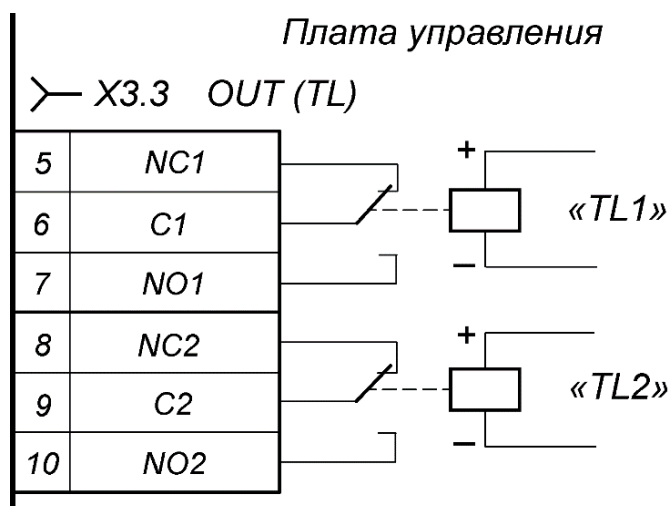 Плата управления
X3.3 OUT (TL)
5 NC1
6 C1
7 NO1
8 NC2
9 C2
10 NO2
+
«TL1»
–
+
«TL2»
–